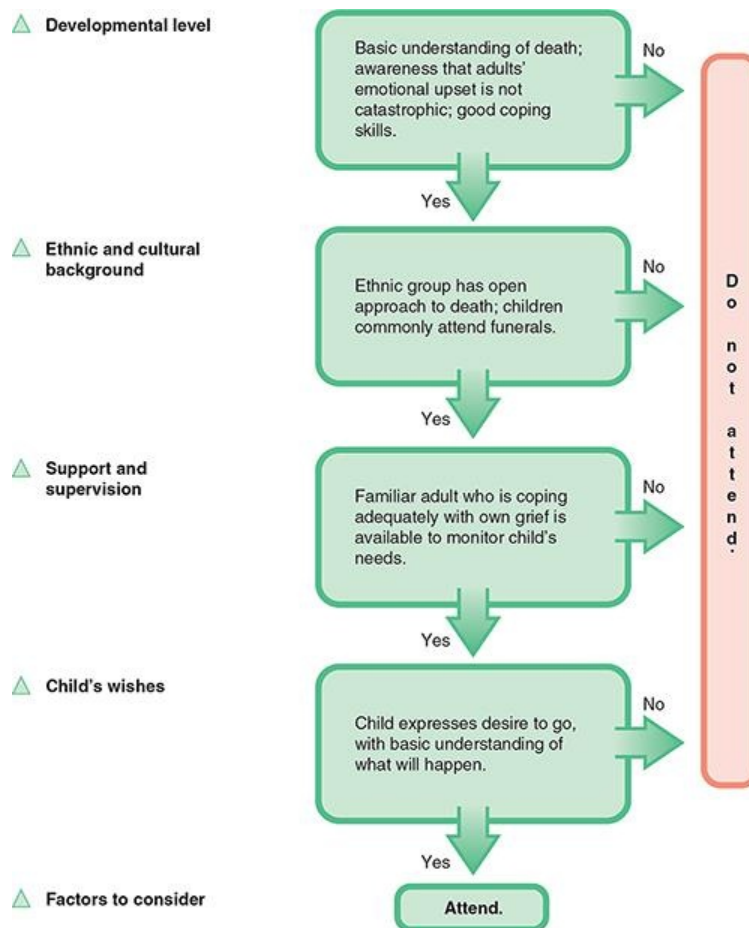 Developmental level
Basic understanding of death;
awareness that adults’
emotional upset is not
catastrophic; good coping
skills.
No
Yes
Ethnic and cultural
background
Ethnic group has open
approach to death; children
commonly attend funerals.
No
Yes
Support and
supervision
Familiar adult who is coping
adequately with own grief is
available to monitor child’s
needs.
No
Yes
Child’s wishes
Child expresses desire to go,
with basic understanding of
what will happen.
No
Yes
Factors to consider
Attend.
Do not attend.